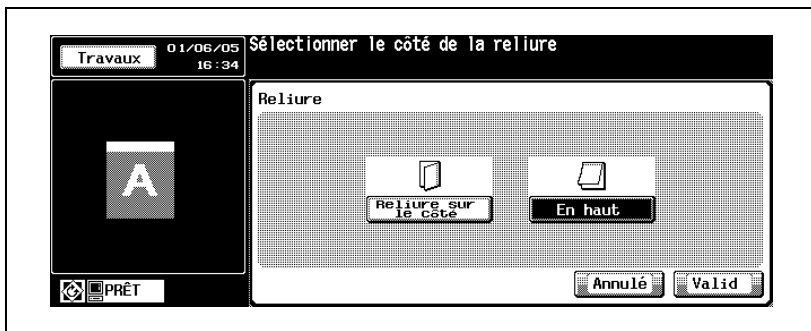 Travaux
01/06/05
16:34
Sélectionner le côté de la reliure
Reliure
A
Reliure sur
le côté
En haut
Annulé
Valid
PRÊT